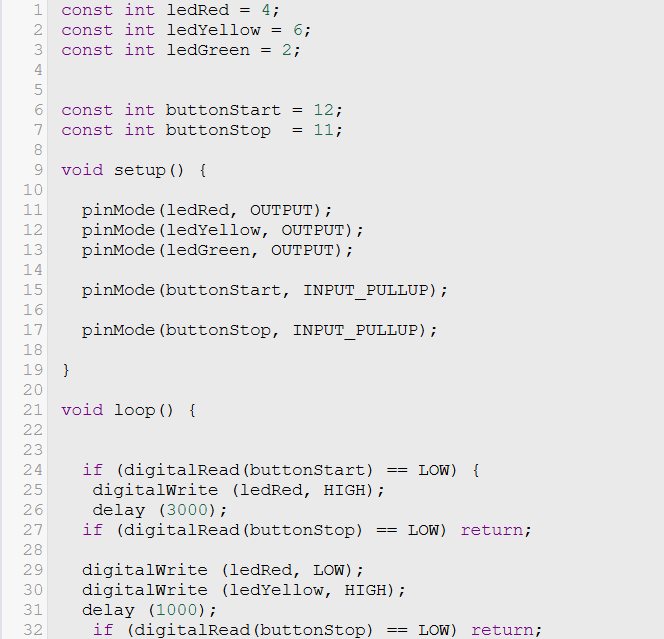 1 const int ledRed = 4;
2 const int ledYellow = 6;
3 const int ledGreen = 2;
4
5
6 const int buttonStart = 12;
7 const int buttonStop  = 11;
8
9 void setup() {
10
11   pinMode(ledRed, OUTPUT);
12   pinMode(ledYellow, OUTPUT);
13   pinMode(ledGreen, OUTPUT);
14
15   pinMode(buttonStart, INPUT_PULLUP);
16
17   pinMode(buttonStop, INPUT_PULLUP);
18
19 }
20
21 void loop() {
22
23
24   if (digitalRead(buttonStart) == LOW) {
25    digitalWrite (ledRed, HIGH);
26    delay (3000);
27   if (digitalRead(buttonStop) == LOW) return;
28
29   digitalWrite (ledRed, LOW);
30   digitalWrite (ledYellow, HIGH);
31   delay (1000);
32    if (digitalRead(buttonStop) == LOW) return;